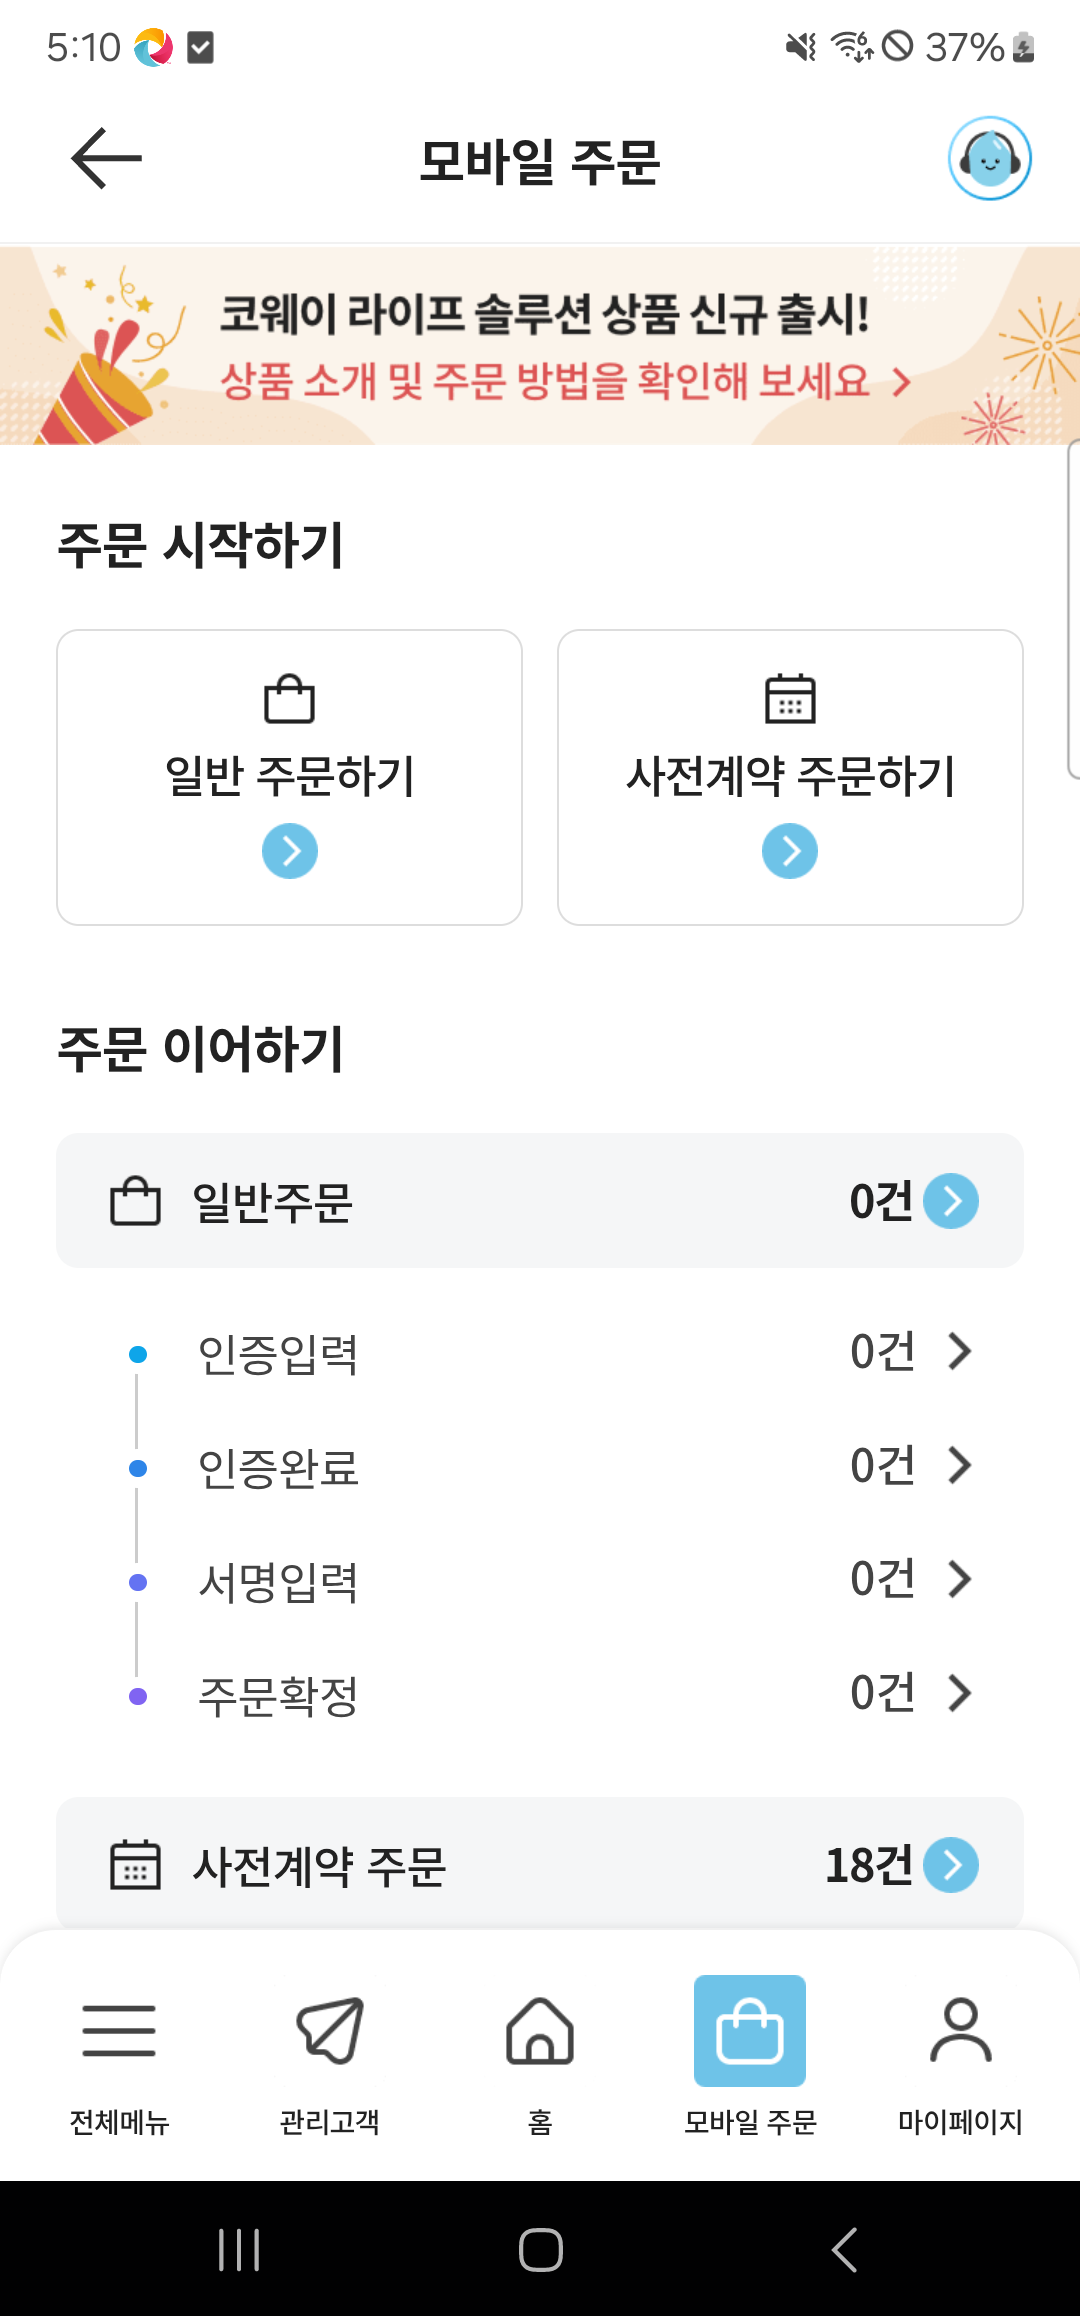 5:10
37%
모바일 주문
코웨이 라이프 솔루션 상품 신규 출시!
상품 소개 및 주문 방법을 확인해 보세요
주문 시작하기
일반 주문하기
사전계약 주문하기
주문 이어하기
일반주문 0건
인증입력 0건
인증완료 0건
서명입력 0건
주문확정 0건
사전계약 주문 18건
전체메뉴 관리고객 홈 모바일 주문 마이페이지